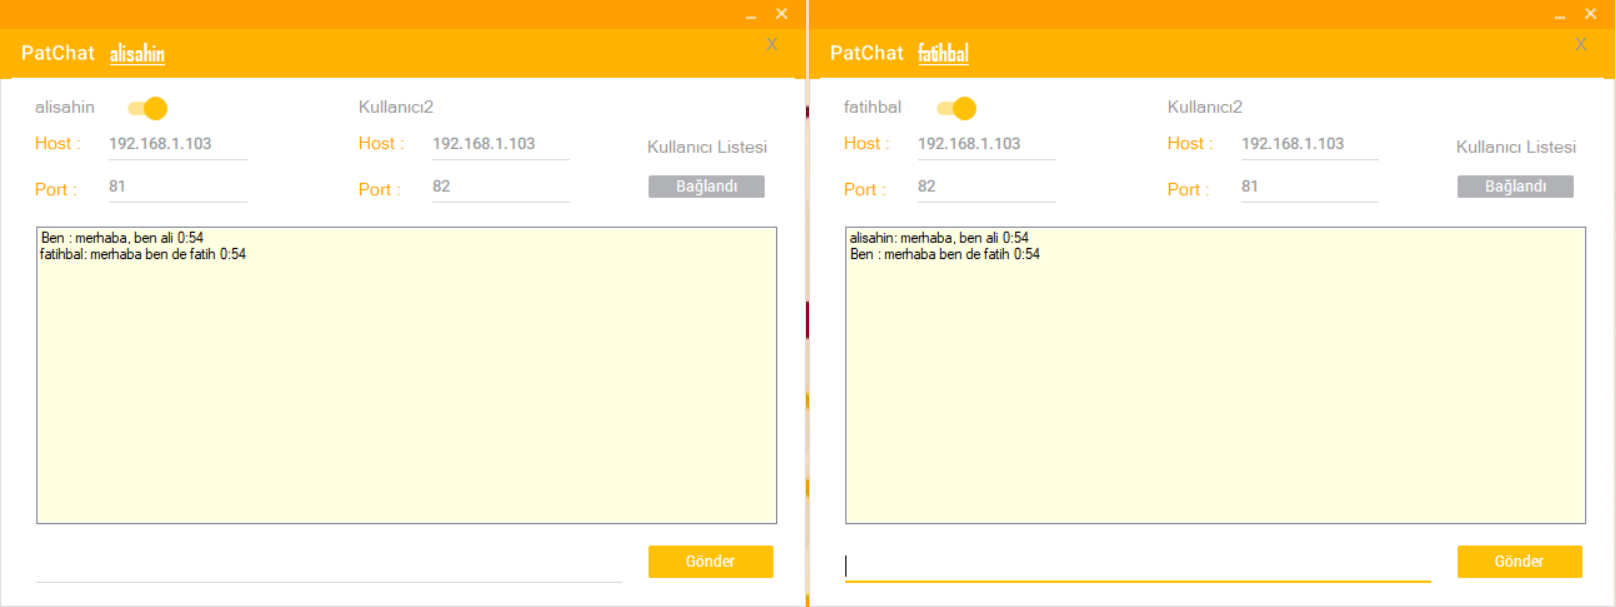 PatChat alisahin
X
alisahin
Kullanıcı2
Host : 192.168.1.103
Host : 192.168.1.103
Kullanıcı Listesi
Port : 81
Port : 82
Bağlandı
Ben : merhaba, ben ali 0:54
fatihbal: merhaba ben de fatih 0:54
Gönder
PatChat fatihbal
X
fatihbal
Kullanıcı2
Host : 192.168.1.103
Host : 192.168.1.103
Kullanıcı Listesi
Port : 82
Port : 81
Bağlandı
alisahin: merhaba, ben ali 0:54
Ben : merhaba ben de fatih 0:54
Gönder